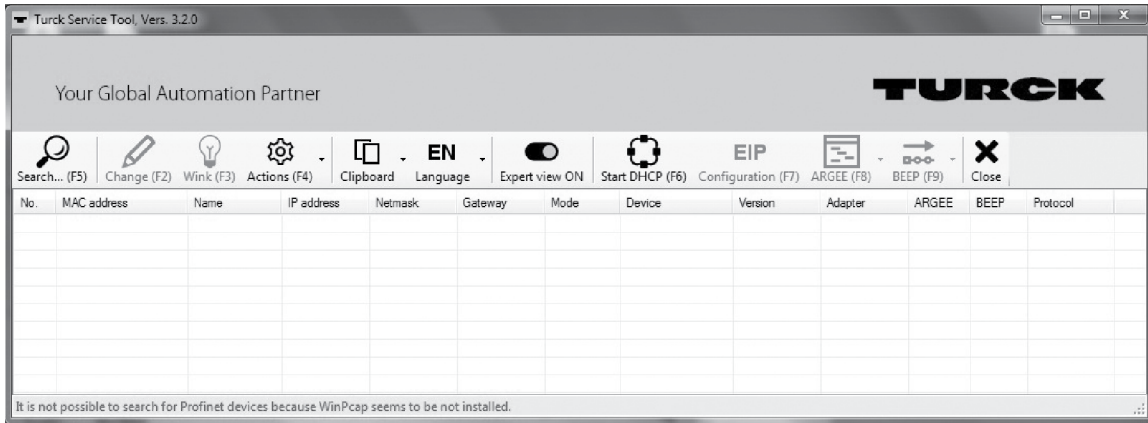 Turck Service Tool, Vers. 3.2.0
Your Global Automation Partner
TURCK
EN EIP
Search... (F5) Change (F2) Wink (F3) Actions (F4) Clipboard Language Expert view ON Start DHCP (F6) Configuration (F7) ARGEE (F8) BEEP (F9) Close
No. MAC address Name IP address Netmask Gateway Mode Device Version Adapter ARGEE BEEP Protocol
It is not possible to search for Profinet devices because WinPcap seems to be not installed.